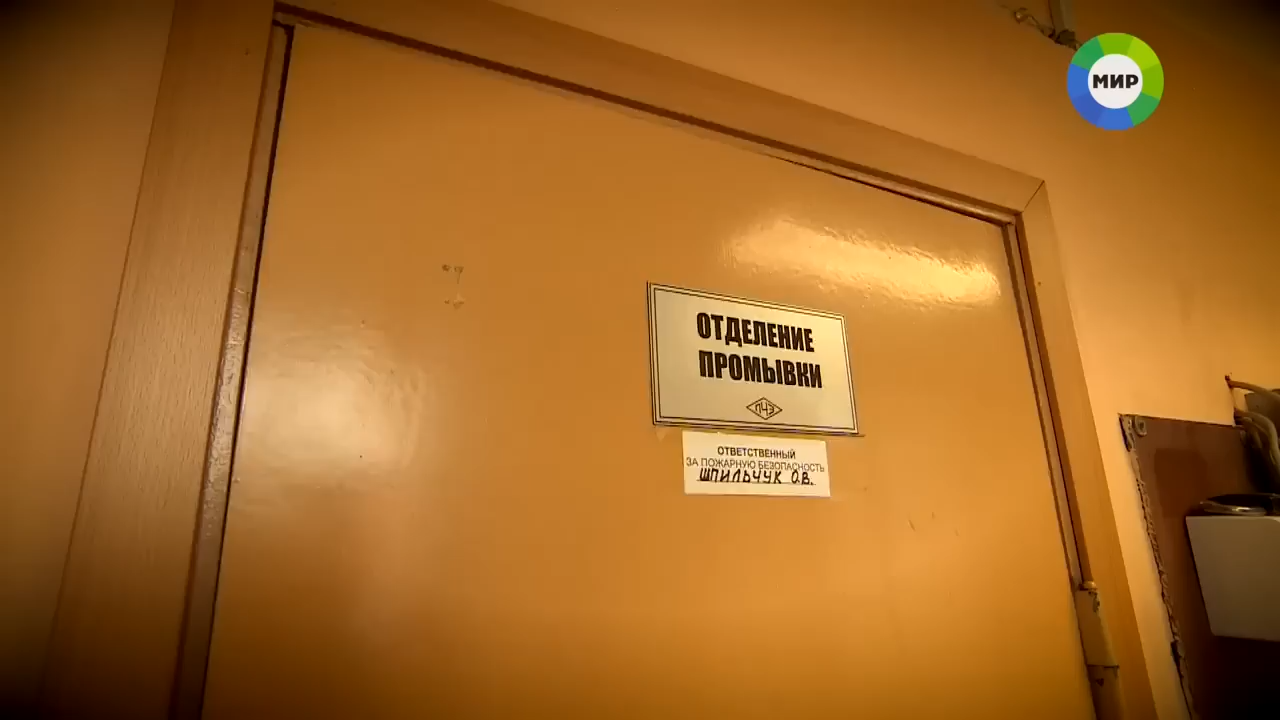 МИР
ОТДЕЛЕНИЕ
ПРОМЫВКИ
ПЧЗ
ОТВЕТСТВЕННЫЙ
ЗА ПОЖАРНУЮ БЕЗОПАСНОСТЬ
ШПИЛЬЧУК О.В.